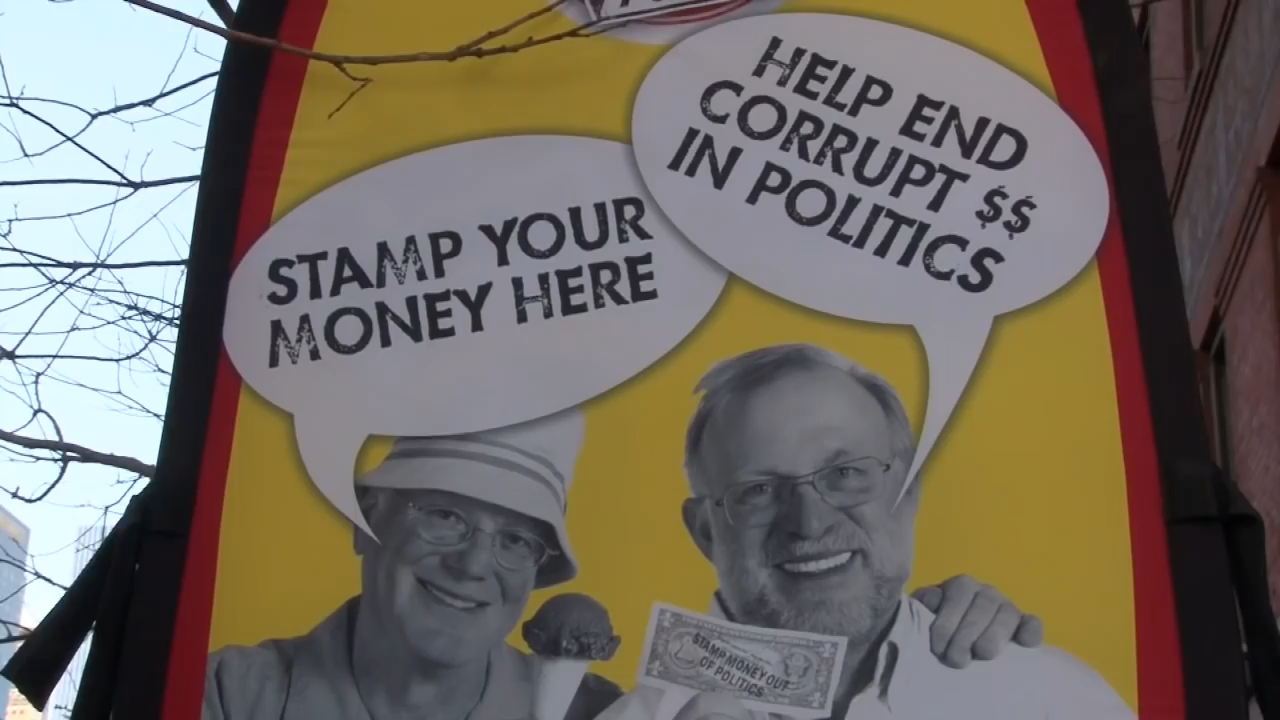 STAMP YOUR
MONEY HERE
HELP END
CORRUPT $$
IN POLITICS
STAMP MONEY OUT
OF POLITICS